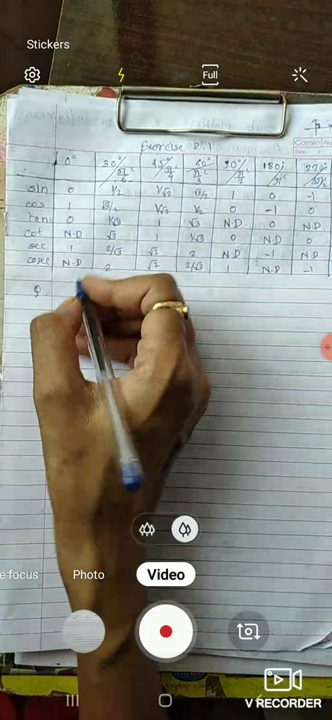 Stickers
Full
Exercise 2.1
0° 30° 45° 60° 90° 180° 270°
sin 0 1/2 1/√2 √3/2 1 0 -1
cos 1 √3/2 1/√2 1/2 0 -1 0
tan 0 1/√3 1 √3 N.D. 0 N.D
cot N.D √3 1/√3 0 N.D 0
sec 1 2/√3 √2 2 N.D -1 N.D
cosec N.D 2 √2 2/√3 1 N.D -1
Q.
e focus Photo Video
V RECORDER